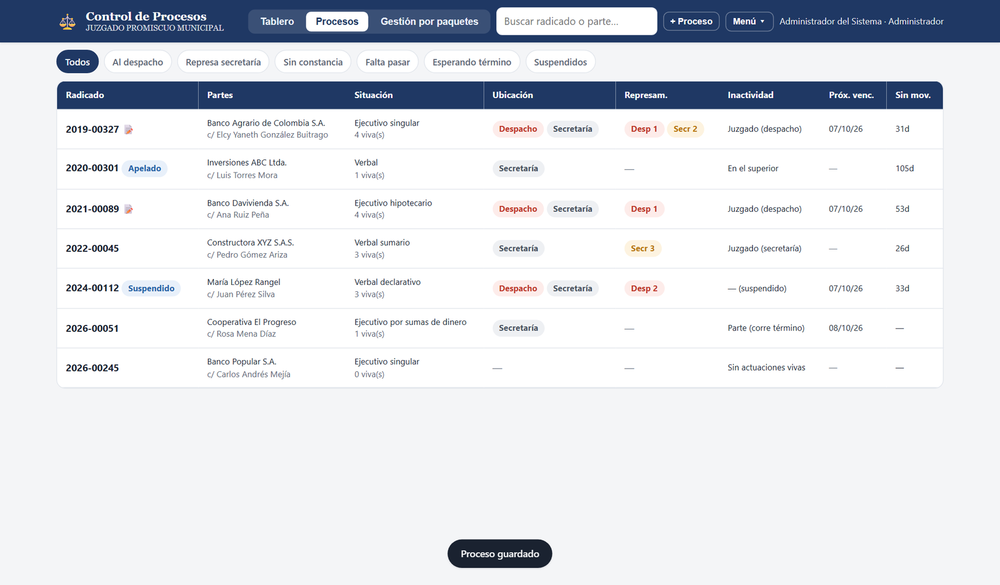 Control de Procesos
JUZGADO PROMISCUO MUNICIPAL
Tablero Procesos Gestión por paquetes Buscar radicado o parte... + Proceso Menú ▾ Administrador del Sistema · Administrador
Todos Al despacho Represa secretaría Sin constancia Falta pasar Esperando término Suspendidos
Radicado Partes Situación Ubicación Represam. Inactividad Próx. venc. Sin mov.
2019-00327 Banco Agrario de Colombia S.A. Ejecutivo singular Despacho Secretaría Desp 1 Secr 2 Juzgado (despacho) 07/10/26 31d
c/ Elcy Yaneth González Buitrago 4 viva(s)
2020-00301 Apelado Inversiones ABC Ltda. Verbal Secretaría — En el superior — 105d
c/ Luis Torres Mora 1 viva(s)
2021-00089 Banco Davivienda S.A. Ejecutivo hipotecario Despacho Secretaría Desp 1 Juzgado (despacho) 07/10/26 53d
c/ Ana Ruiz Peña 4 viva(s)
2022-00045 Constructora XYZ S.A.S. Verbal sumario Secretaría Secr 3 Juzgado (secretaría) — 26d
c/ Pedro Gómez Ariza 3 viva(s)
2024-00112 Suspendido María López Rangel Verbal declarativo Despacho Secretaría Desp 2 — (suspendido) 07/10/26 33d
c/ Juan Pérez Silva 3 viva(s)
2026-00051 Cooperativa El Progreso Ejecutivo por sumas de dinero Secretaría — Parte (corre término) 08/10/26 —
c/ Rosa Mena Díaz 1 viva(s)
2026-00245 Banco Popular S.A. Ejecutivo singular — — Sin actuaciones vivas — —
c/ Carlos Andrés Mejía 0 viva(s)
Proceso guardado